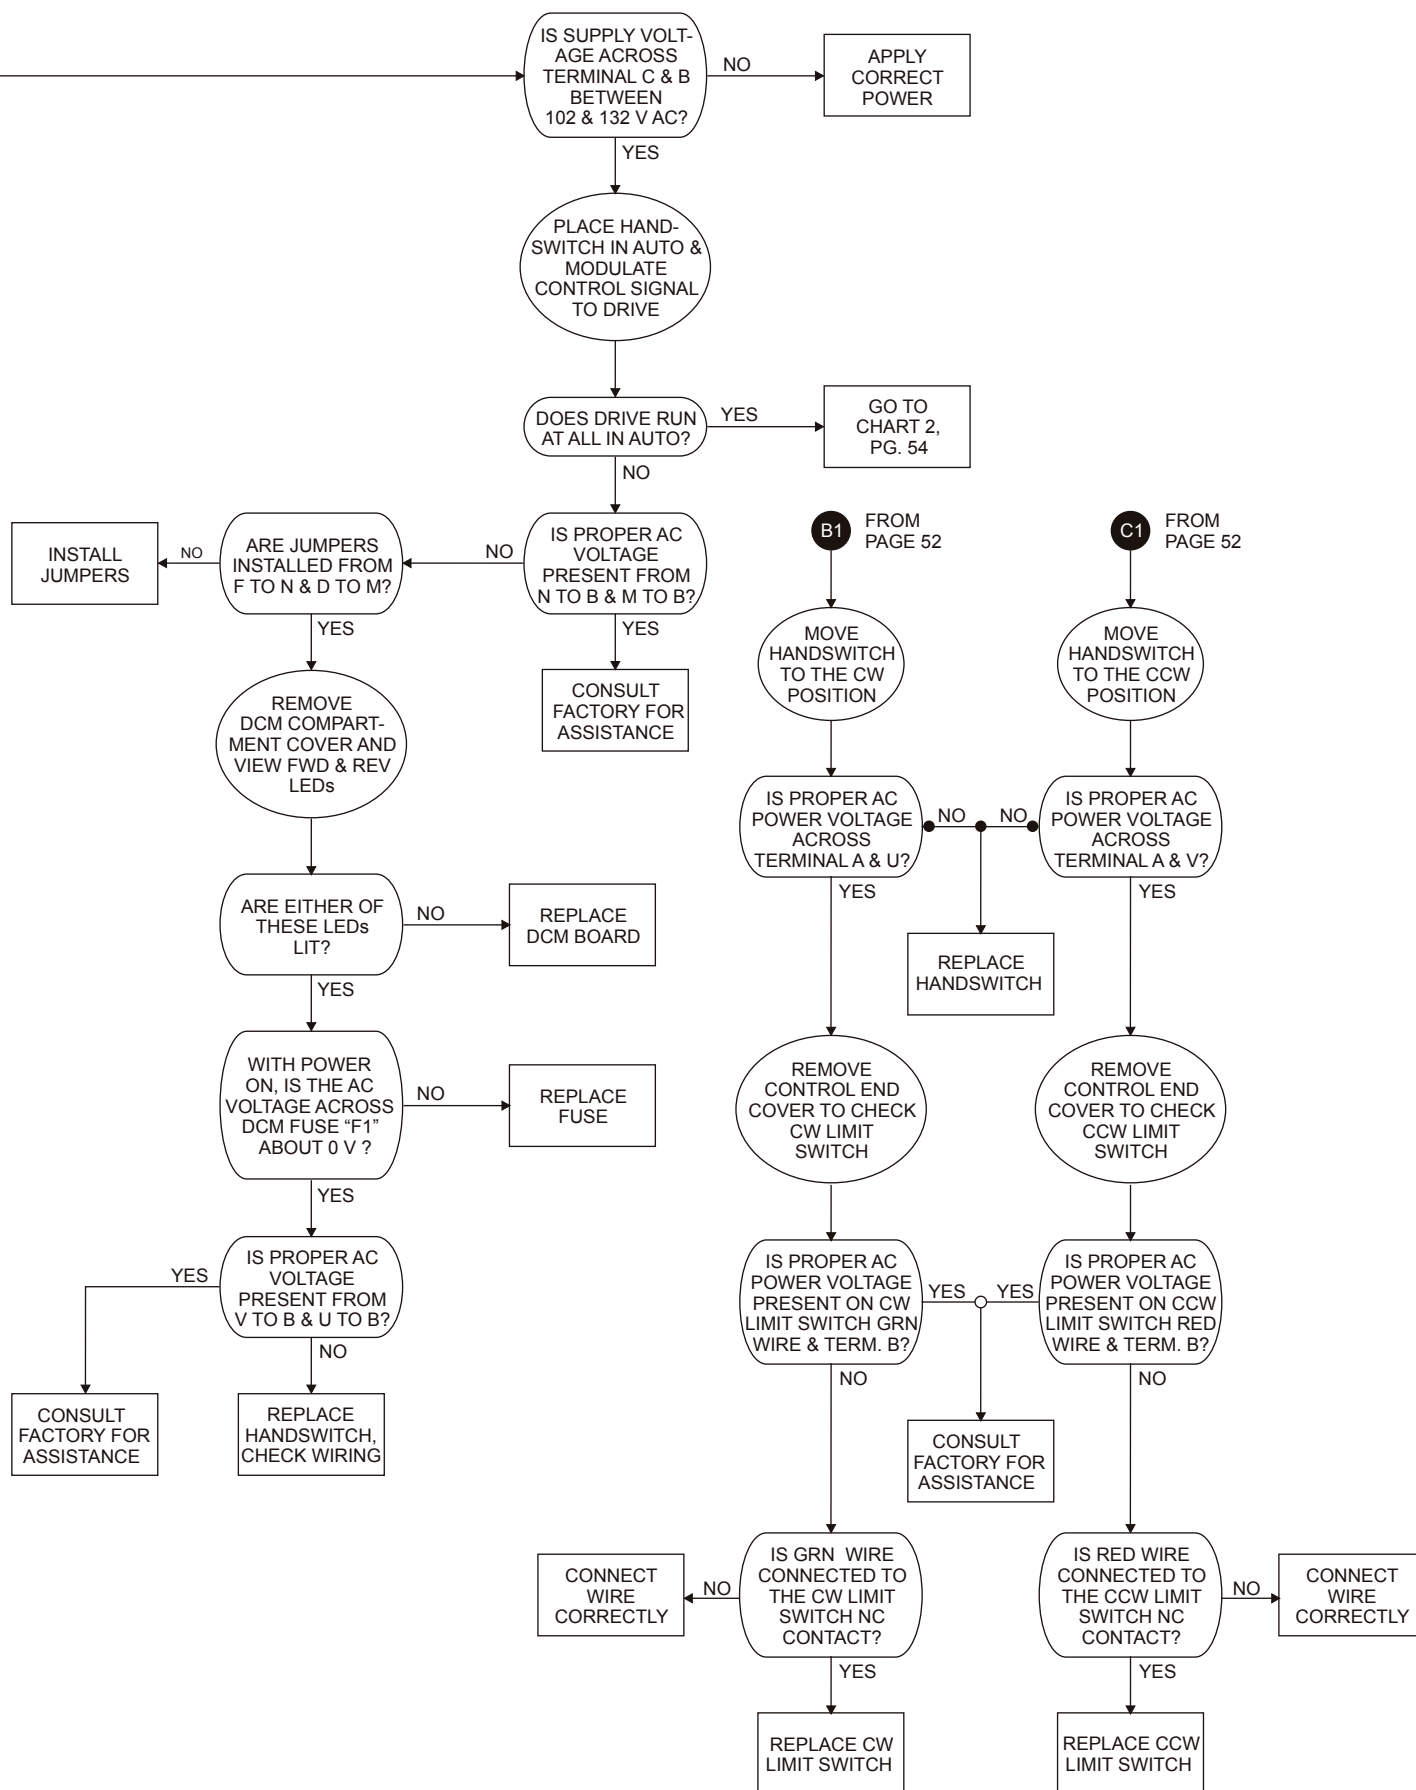 IS SUPPLY VOLT-
AGE ACROSS
TERMINAL C & B
BETWEEN
102 & 132 V AC?
NO
APPLY
CORRECT
POWER
YES
PLACE HAND-
SWITCH IN AUTO &
MODULATE
CONTROL SIGNAL
TO DRIVE
DOES DRIVE RUN
AT ALL IN AUTO?
YES
GO TO
CHART 2,
PG. 54
NO
IS PROPER AC
VOLTAGE
PRESENT FROM
N TO B & M TO B?
NO
ARE JUMPERS
INSTALLED FROM
F TO N & D TO M?
NO
INSTALL
JUMPERS
YES
CONSULT
FACTORY FOR
ASSISTANCE
YES
REMOVE
DCM COMPART-
MENT COVER AND
VIEW FWD & REV
LEDs
ARE EITHER OF
THESE LEDs
LIT?
NO
REPLACE
DCM BOARD
YES
WITH POWER
ON, IS THE AC
VOLTAGE ACROSS
DCM FUSE “F1”
ABOUT 0 V ?
NO
REPLACE
FUSE
YES
IS PROPER AC
VOLTAGE
PRESENT FROM
V TO B & U TO B?
YES
CONSULT
FACTORY FOR
ASSISTANCE
NO
REPLACE
HANDSWITCH,
CHECK WIRING
B1
FROM
PAGE 52
MOVE
HANDSWITCH
TO THE CW
POSITION
IS PROPER AC
POWER VOLTAGE
ACROSS
TERMINAL A & U?
NO
NO
REPLACE
HANDSWITCH
YES
REMOVE
CONTROL END
COVER TO CHECK
CW LIMIT
SWITCH
IS PROPER AC
POWER VOLTAGE
PRESENT ON CW
LIMIT SWITCH GRN
WIRE & TERM. B?
YES
YES
CONSULT
FACTORY FOR
ASSISTANCE
NO
IS GRN WIRE
CONNECTED TO
THE CW LIMIT
SWITCH NC
CONTACT?
NO
CONNECT
WIRE
CORRECTLY
YES
REPLACE CW
LIMIT SWITCH
C1
FROM
PAGE 52
MOVE
HANDSWITCH
TO THE CCW
POSITION
IS PROPER AC
POWER VOLTAGE
ACROSS
TERMINAL A & V?
YES
REMOVE
CONTROL END
COVER TO CHECK
CCW LIMIT
SWITCH
IS PROPER AC
POWER VOLTAGE
PRESENT ON CCW
LIMIT SWITCH RED
WIRE & TERM. B?
NO
IS RED WIRE
CONNECTED TO
THE CCW LIMIT
SWITCH NC
CONTACT?
NO
CONNECT
WIRE
CORRECTLY
YES
REPLACE CCW
LIMIT SWITCH